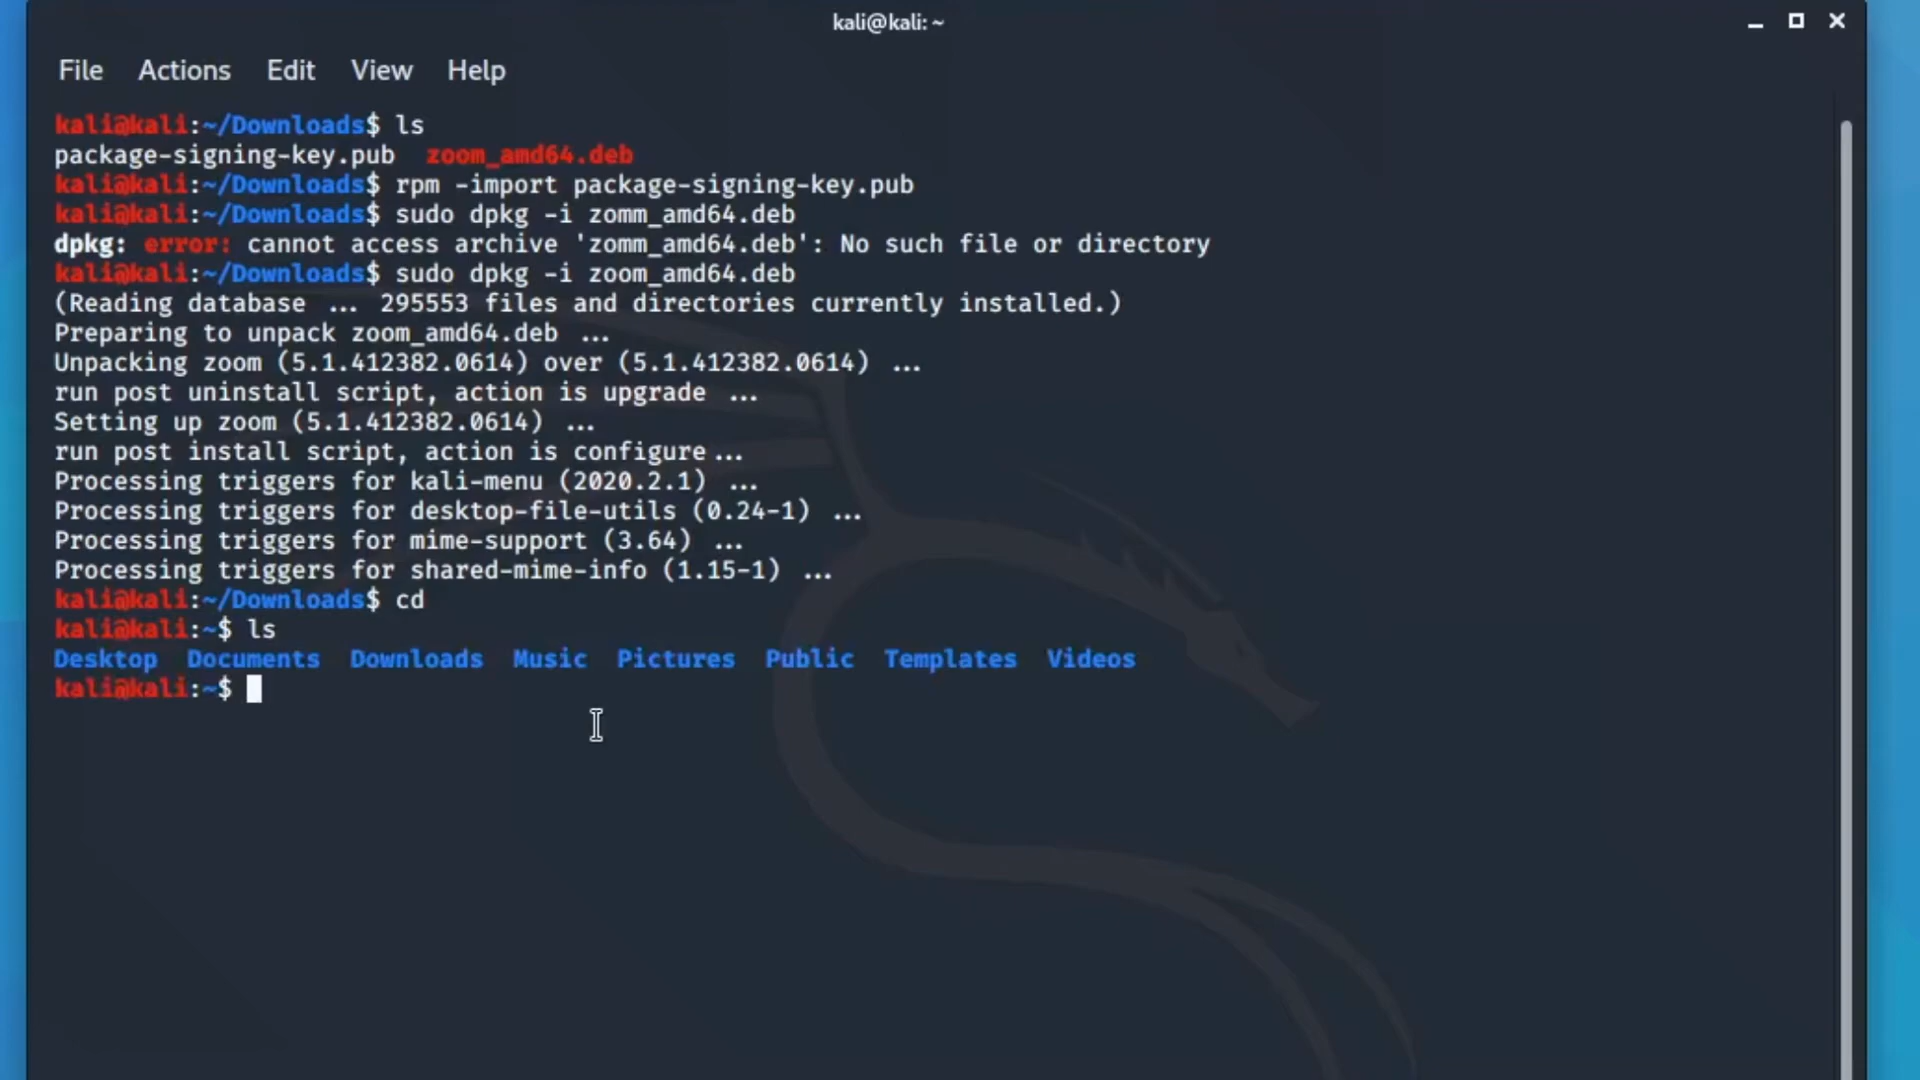 kali@kali: ~
File Actions Edit View Help
kali@kali:~/Downloads$ ls
package-signing-key.pub  zoom_amd64.deb
kali@kali:~/Downloads$ rpm -import package-signing-key.pub
kali@kali:~/Downloads$ sudo dpkg -i zomm_amd64.deb
dpkg: error: cannot access archive 'zomm_amd64.deb': No such file or directory
kali@kali:~/Downloads$ sudo dpkg -i zoom_amd64.deb
(Reading database ... 295553 files and directories currently installed.)
Preparing to unpack zoom_amd64.deb ...
Unpacking zoom (5.1.412382.0614) over (5.1.412382.0614) ...
run post uninstall script, action is upgrade ...
Setting up zoom (5.1.412382.0614) ...
run post install script, action is configure...
Processing triggers for kali-menu (2020.2.1) ...
Processing triggers for desktop-file-utils (0.24-1) ...
Processing triggers for mime-support (3.64) ...
Processing triggers for shared-mime-info (1.15-1) ...
kali@kali:~/Downloads$ cd
kali@kali:~$ ls
Desktop  Documents  Downloads  Music  Pictures  Public  Templates  Videos
kali@kali:~$